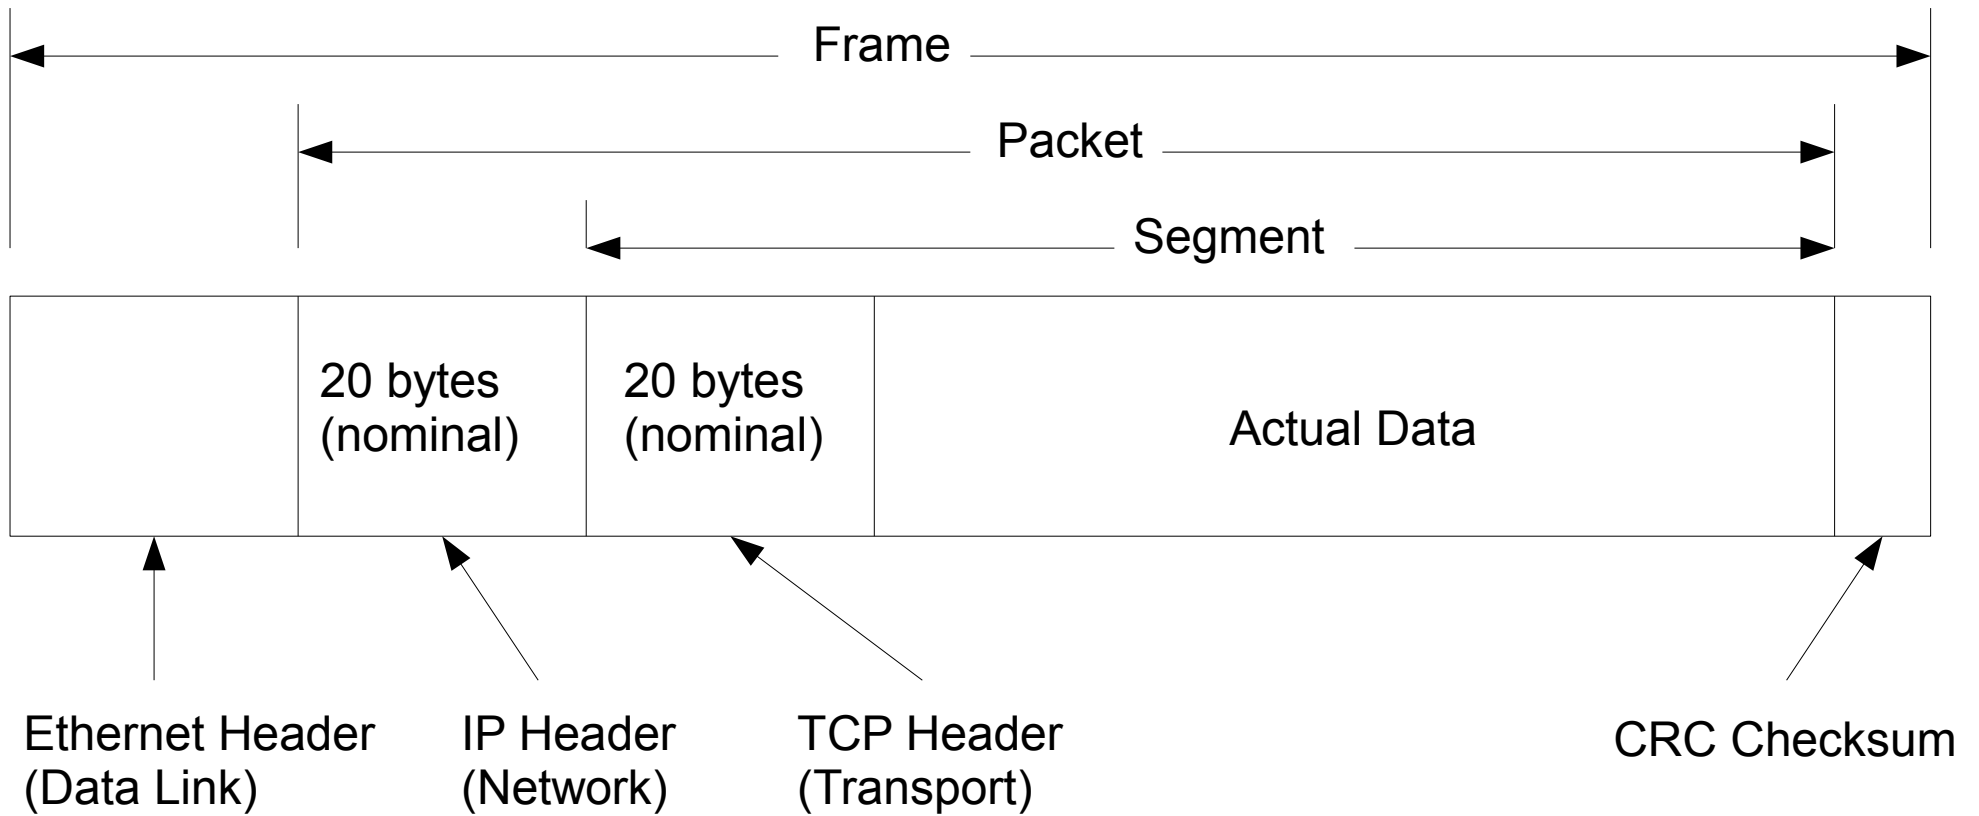 Frame
Packet
Segment
20 bytes
(nominal)
20 bytes
(nominal)
Actual Data
Ethernet Header
(Data Link)
IP Header
(Network)
TCP Header
(Transport)
CRC Checksum